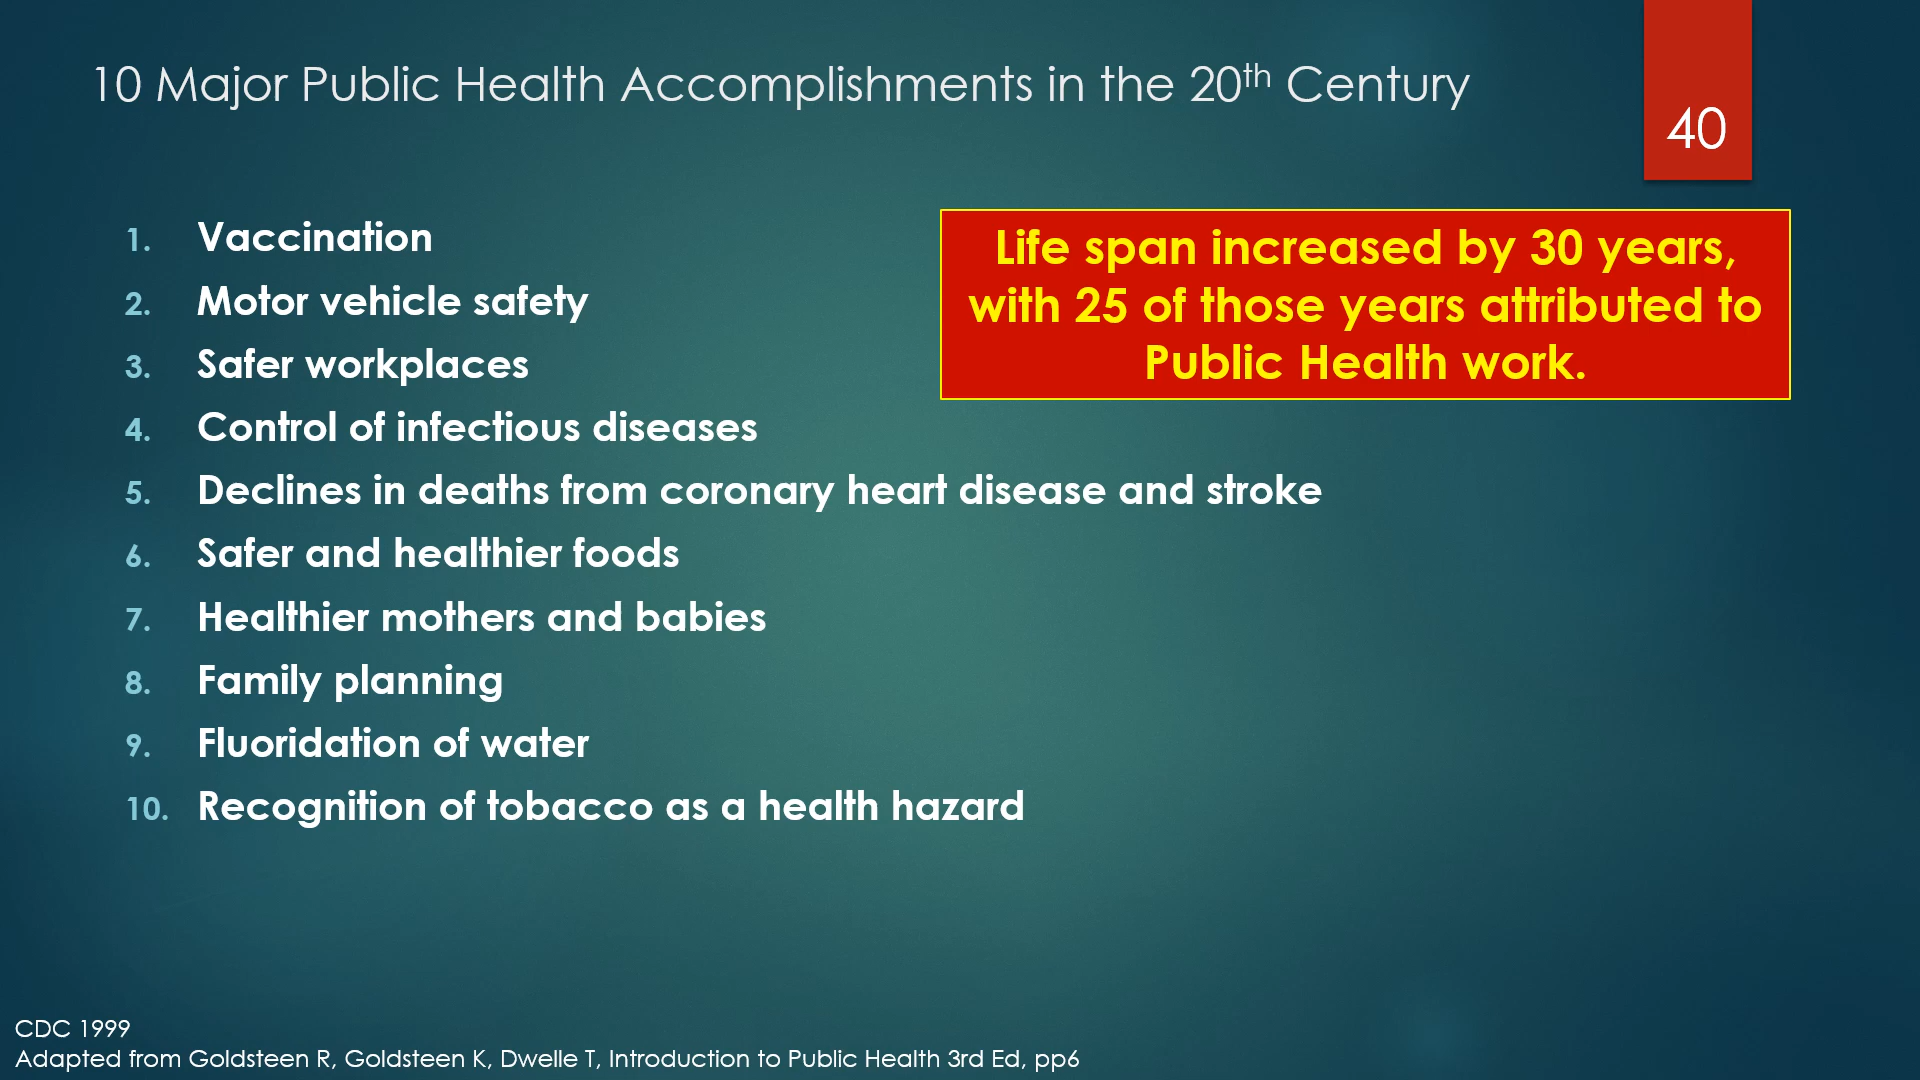 10 Major Public Health Accomplishments in the 20th Century
40
1. Vaccination
2. Motor vehicle safety
3. Safer workplaces
4. Control of infectious diseases
5. Declines in deaths from coronary heart disease and stroke
6. Safer and healthier foods
7. Healthier mothers and babies
8. Family planning
9. Fluoridation of water
10. Recognition of tobacco as a health hazard
Life span increased by 30 years,
with 25 of those years attributed to
Public Health work.
CDC 1999
Adapted from Goldsteen R, Goldsteen K, Dwelle T, Introduction to Public Health 3rd Ed, pp6